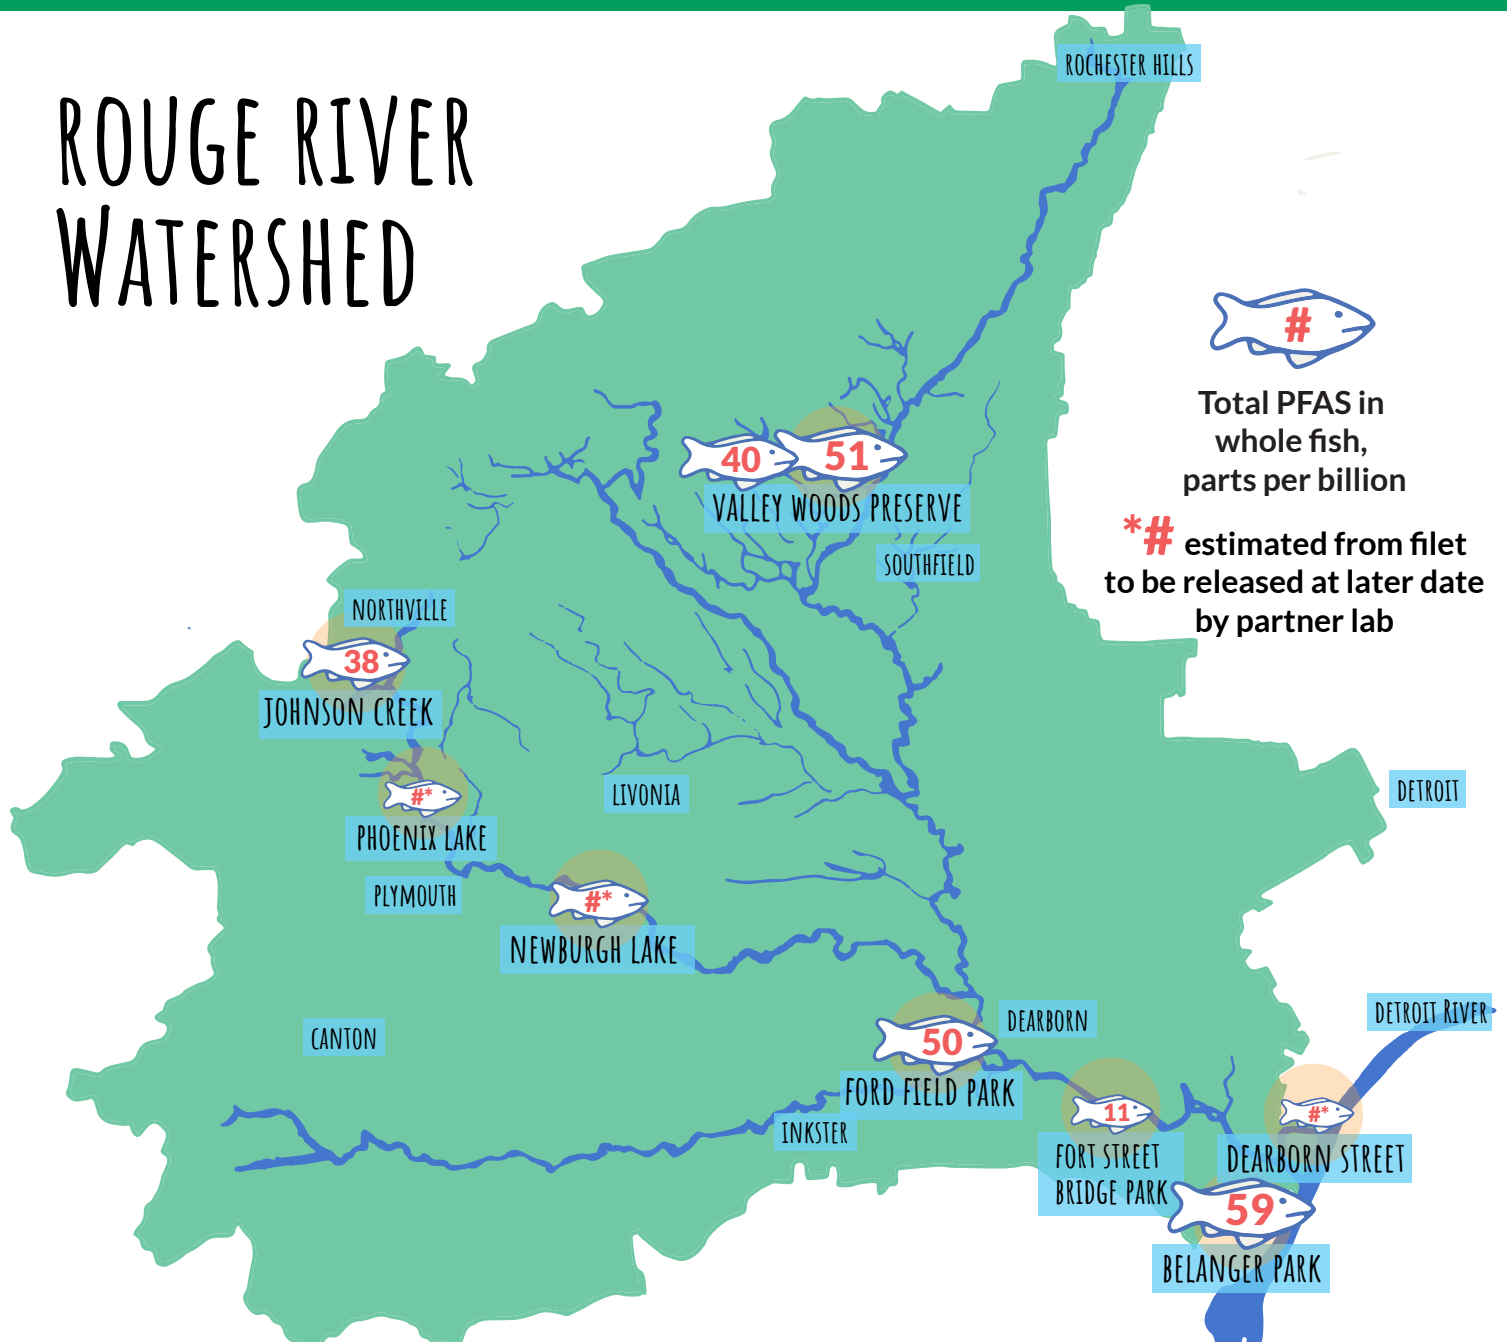 ROUGE RIVER
WATERSHED
ROCHESTER HILLS
#
Total PFAS in
whole fish,
parts per billion
*# estimated from filet
to be released at later date
by partner lab
40
51
VALLEY WOODS PRESERVE
SOUTHFIELD
NORTHVILLE
38
JOHNSON CREEK
#*
PHOENIX LAKE
LIVONIA
DETROIT
PLYMOUTH
#*
NEWBURGH LAKE
CANTON
DETROIT RIVER
DEARBORN
50
FORD FIELD PARK
INKSTER
11
FORT STREET
BRIDGE PARK
#*
DEARBORN STREET
59
BELANGER PARK